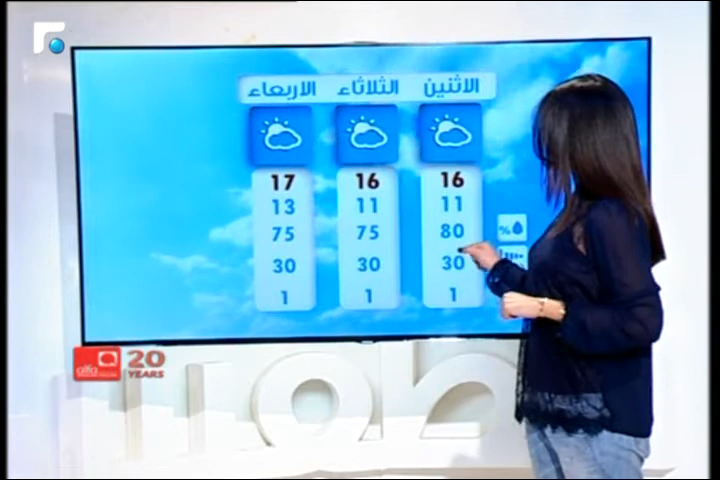 الاثنين الثلاثاء الاربعاء
16 16 17
11 11 13
80 75 75 %
30 30 30
1 1 1
alfa 20
YEARS